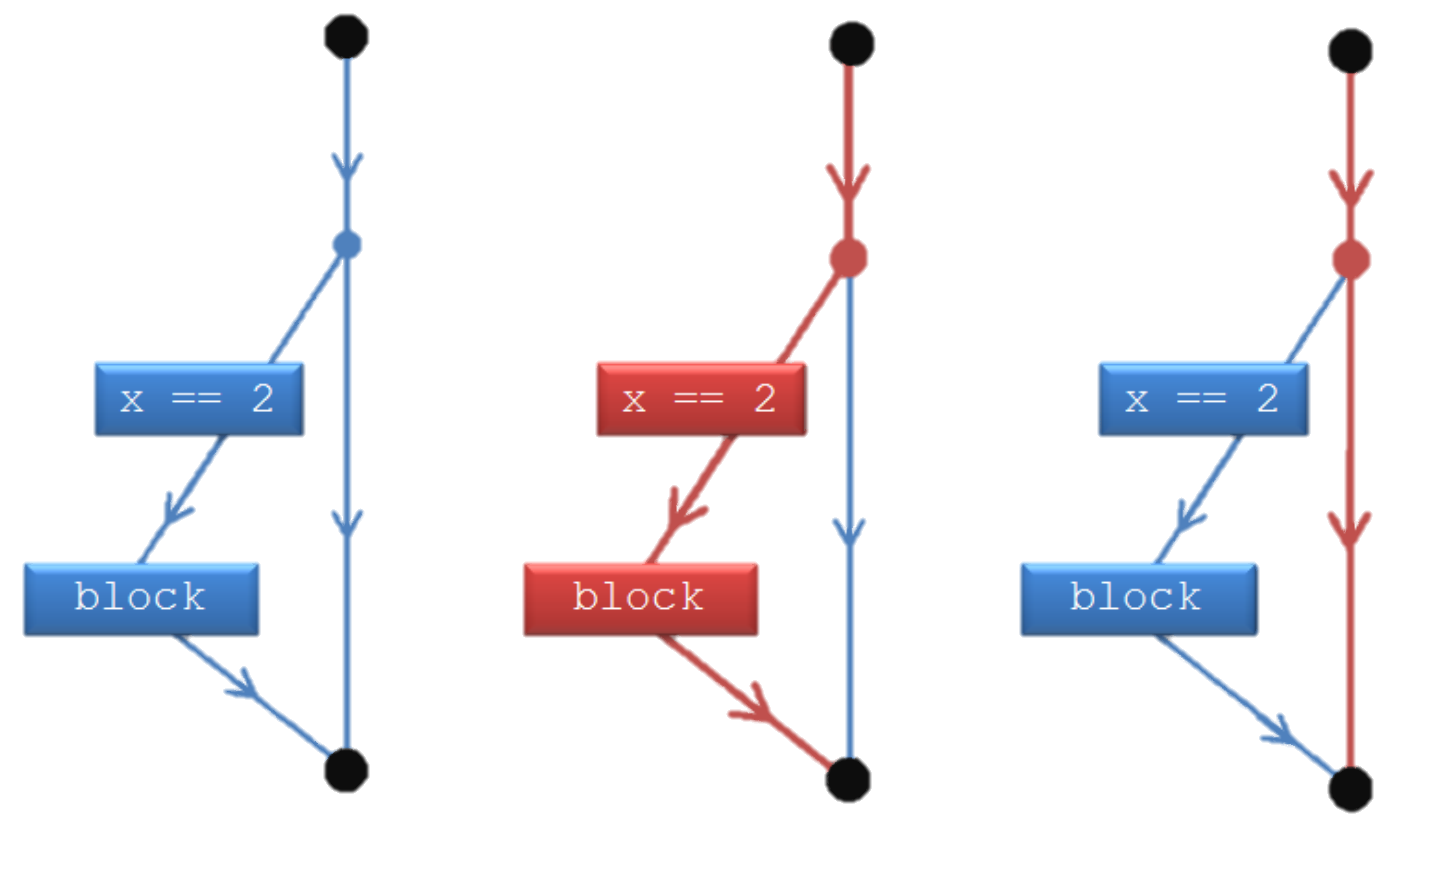 x == 2
x == 2
x == 2
block
block
block